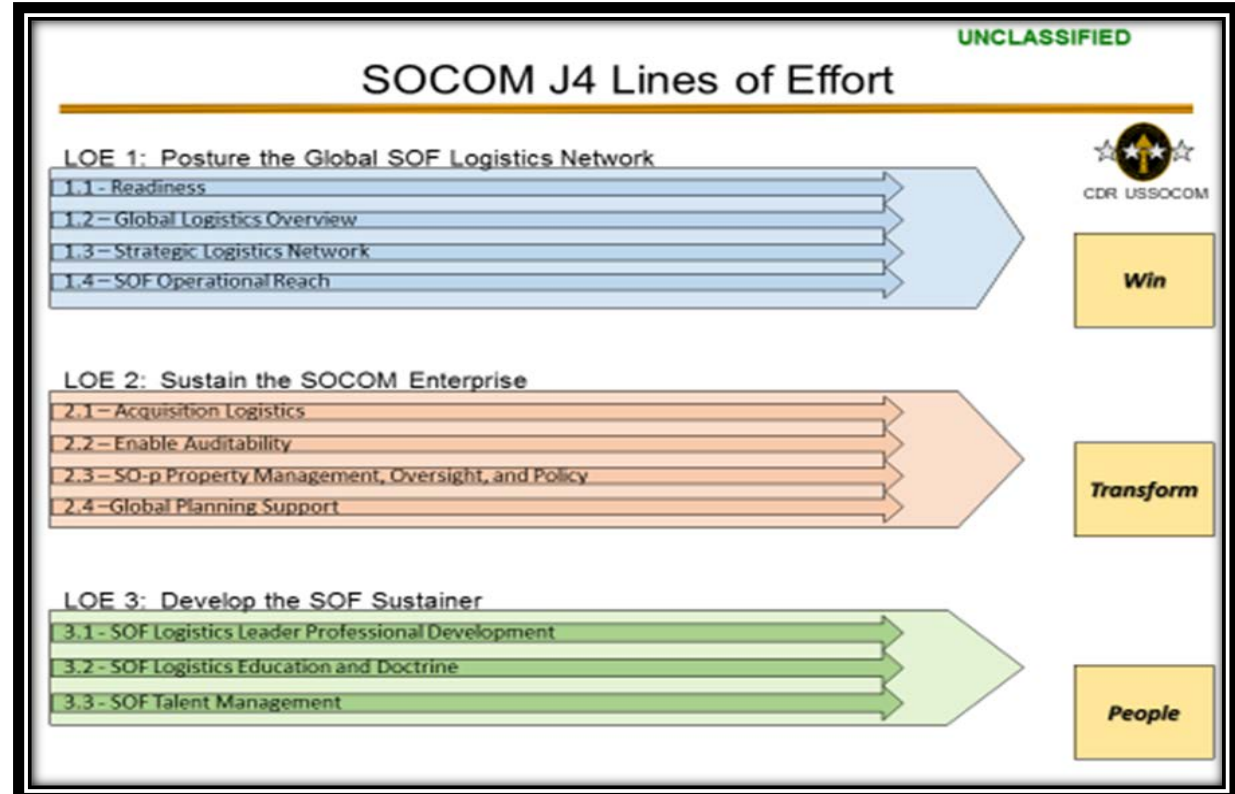 UNCLASSIFIED
SOCOM J4 Lines of Effort
CDR USSOCOM
LOE 1: Posture the Global SOF Logistics Network
1.1 - Readiness
1.2 – Global Logistics Overview
1.3 – Strategic Logistics Network
1.4 – SOF Operational Reach
Win
LOE 2: Sustain the SOCOM Enterprise
2.1 – Acquisition Logistics
2.2 – Enable Auditability
2.3 – SO-p Property Management, Oversight, and Policy
2.4 –Global Planning Support
Transform
LOE 3: Develop the SOF Sustainer
3.1 - SOF Logistics Leader Professional Development
3.2 - SOF Logistics Education and Doctrine
3.3 - SOF Talent Management
People